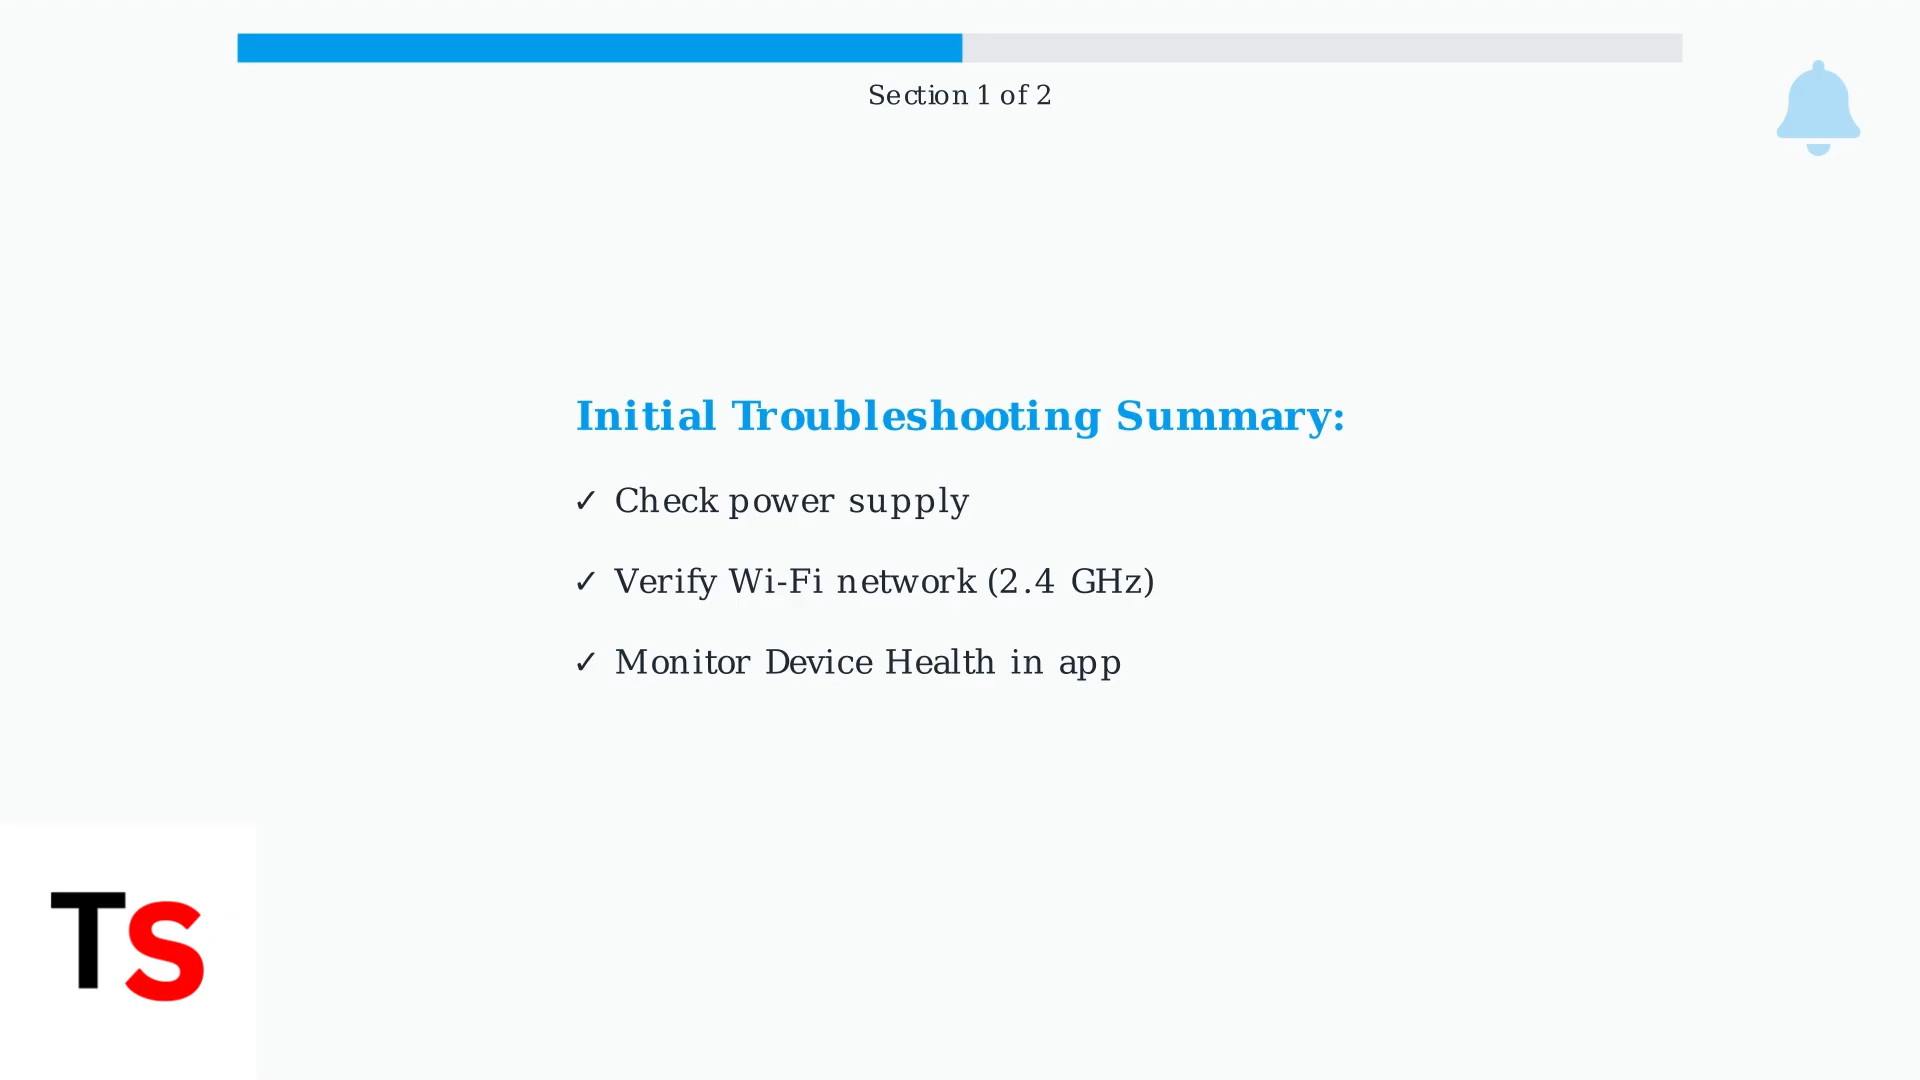 Section 1 of 2
Initial Troubleshooting Summary:
✓ Check power supply
✓ Verify Wi-Fi network (2.4 GHz)
✓ Monitor Device Health in app
TS